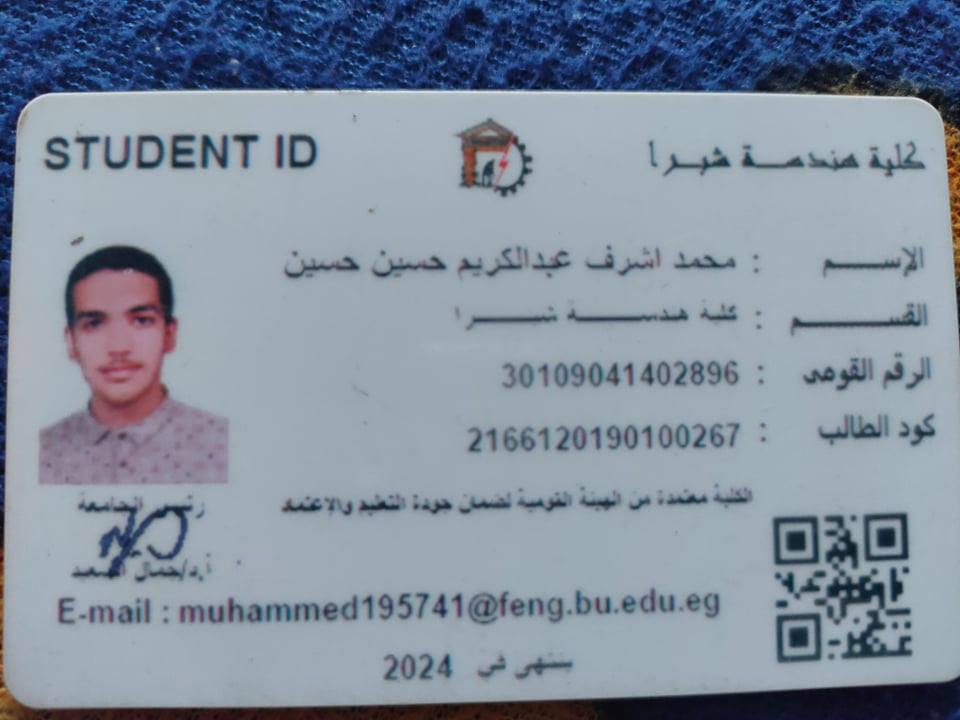 STUDENT ID
كلية هندسة شبرا
الإسم : محمد اشرف عبدالكريم حسين حسين
القسم : كلية هندسة شبرا
الرقم القومى : 30109041402896
كود الطالب : 2166120190100267
الكلية معتمدة من الهيئة القومية لضمان جودة التعليم والإعتماد
رئيس الجامعة
أ.د/جمال السعيد
E-mail : muhammed195741@feng.bu.edu.eg
ينتهى في 2024